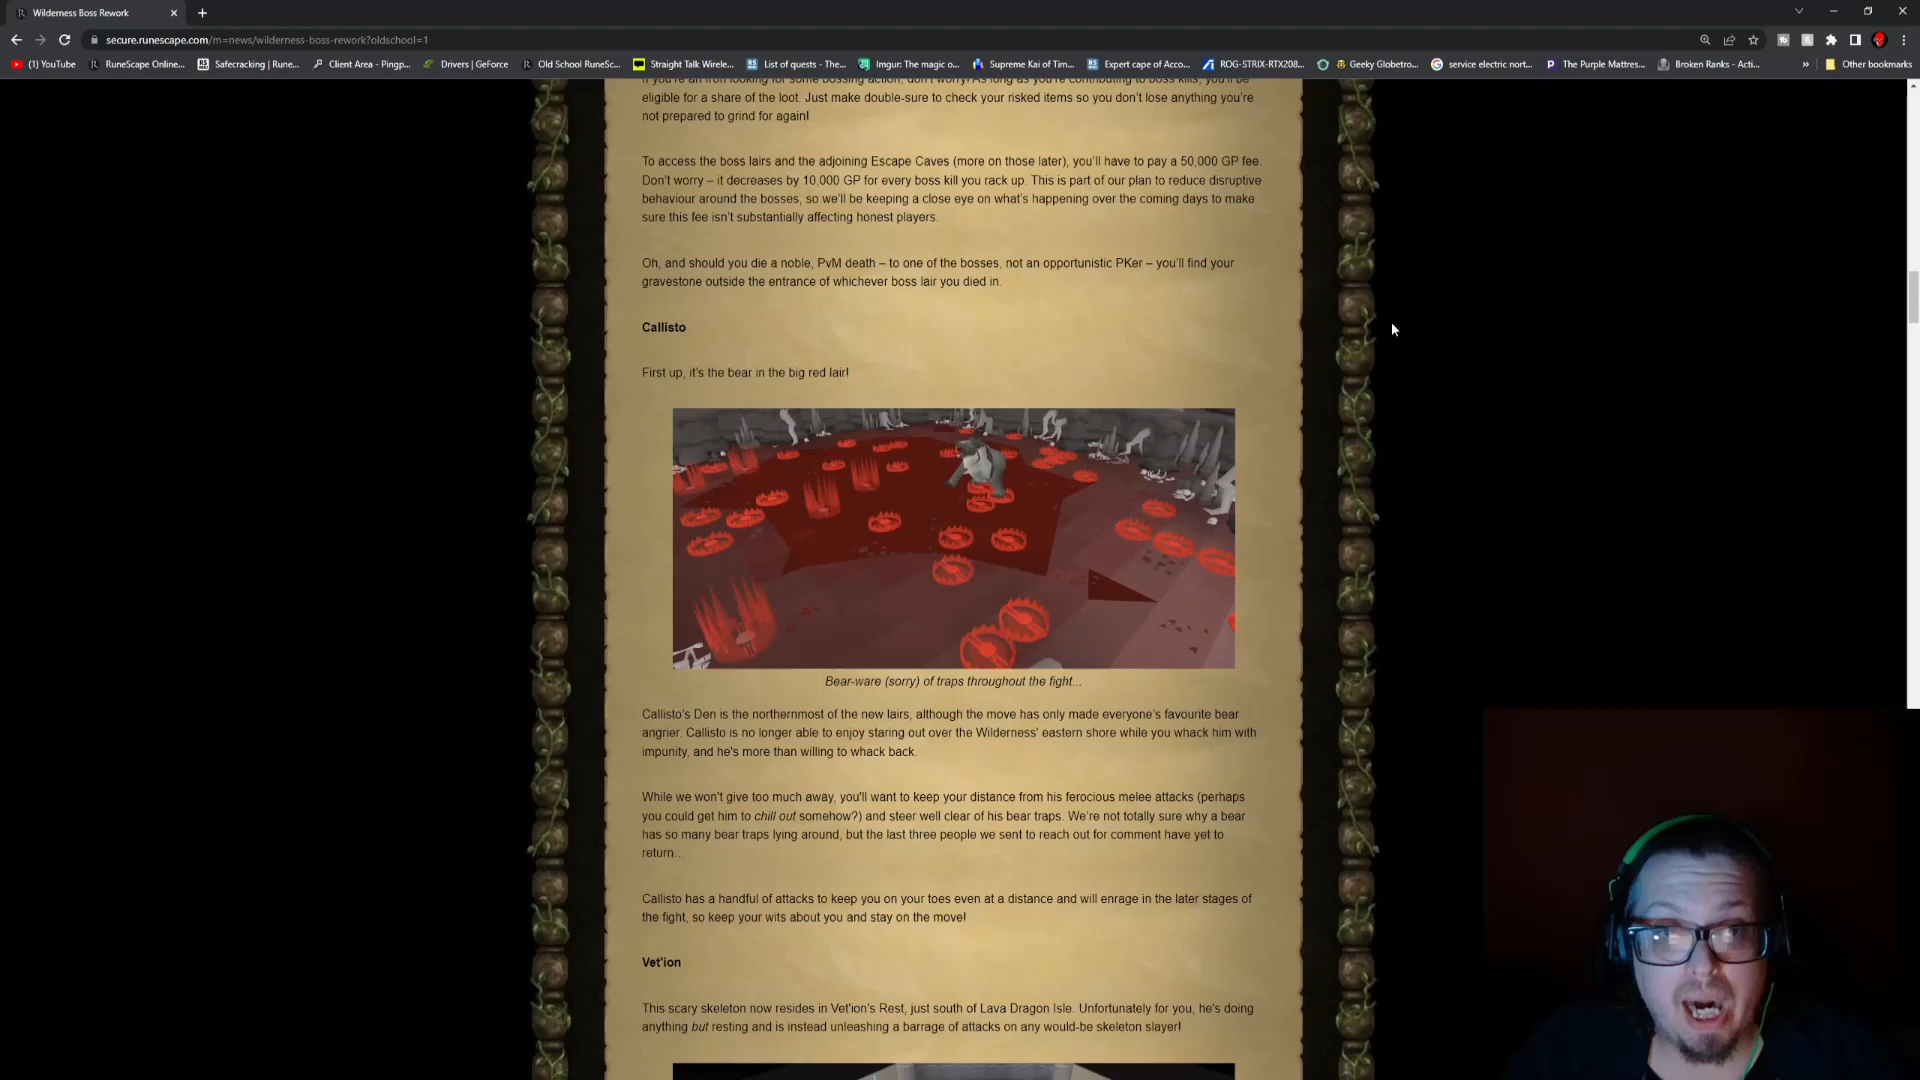 Wilderness Boss Rework
secure.runescape.com/m=news/wilderness-boss-rework?oldschool=1
(1) YouTube
RuneScape Online...
Safecracking | Rune...
Client Area - Pingp...
Drivers | GeForce
Old School RuneSc...
Straight Talk Wirele...
List of quests - The...
Imgur: The magic o...
Supreme Kai of Tim...
Expert cape of Acco...
ROG-STRIX-RTX208...
Geeky Globetro...
service electric nort...
The Purple Mattres...
Broken Ranks - Acti...
»
Other bookmarks
If you're an iron looking for some bossing action, don't worry! As long as you're contributing to boss kills, you'll be
eligible for a share of the loot. Just make double-sure to check your risked items so you don't lose anything you're
not prepared to grind for again!
To access the boss lairs and the adjoining Escape Caves (more on those later), you'll have to pay a 50,000 GP fee.
Don't worry – it decreases by 10,000 GP for every boss kill you rack up. This is part of our plan to reduce disruptive
behaviour around the bosses, so we'll be keeping a close eye on what's happening over the coming days to make
sure this fee isn't substantially affecting honest players.
Oh, and should you die a noble, PvM death – to one of the bosses, not an opportunistic PKer – you'll find your
gravestone outside the entrance of whichever boss lair you died in.
Callisto
First up, it's the bear in the big red lair!
Bear-ware (sorry) of traps throughout the fight...
Callisto's Den is the northernmost of the new lairs, although the move has only made everyone's favourite bear
angrier. Callisto is no longer able to enjoy staring out over the Wilderness' eastern shore while you whack him with
impunity, and he's more than willing to whack back.
While we won't give too much away, you'll want to keep your distance from his ferocious melee attacks (perhaps
you could get him to chill out somehow?) and steer well clear of his bear traps. We're not totally sure why a bear
has so many bear traps lying around, but the last three people we sent to reach out for comment have yet to
return...
Callisto has a handful of attacks to keep you on your toes even at a distance and will enrage in the later stages of
the fight, so keep your wits about you and stay on the move!
Vet'ion
This scary skeleton now resides in Vet'ion's Rest, just south of Lava Dragon Isle. Unfortunately for you, he's doing
anything but resting and is instead unleashing a barrage of attacks on any would-be skeleton slayer!